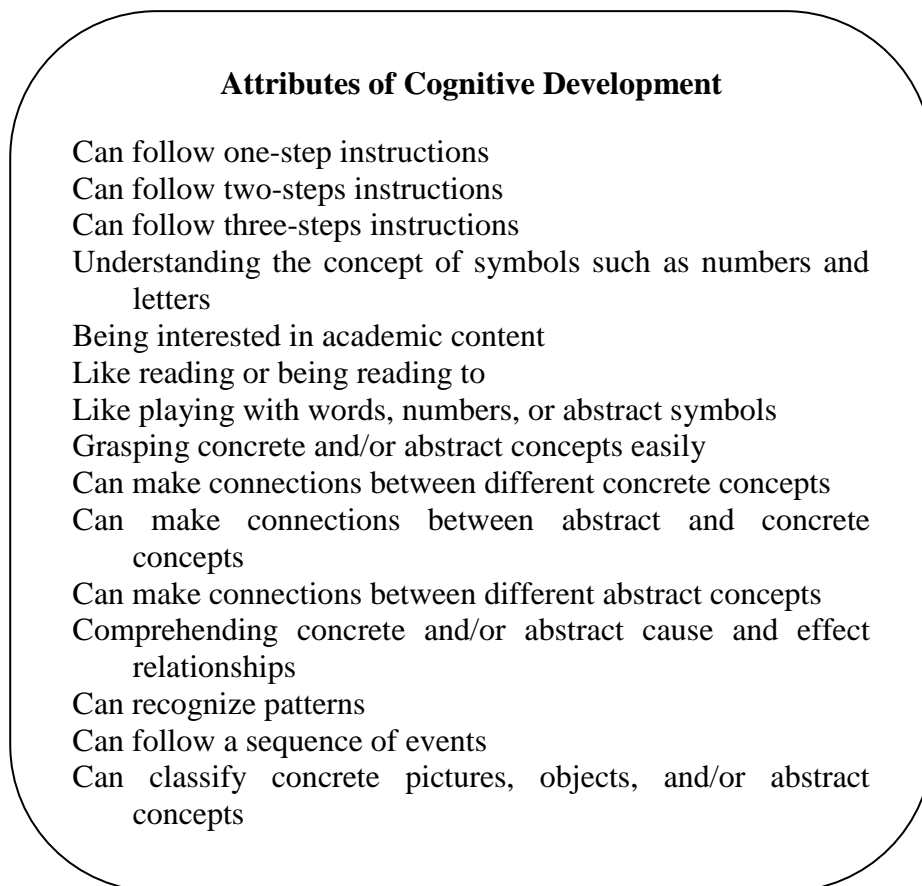 Attributes of Cognitive Development
Can follow one-step instructions
Can follow two-steps instructions
Can follow three-steps instructions
Understanding the concept of symbols such as numbers and
letters
Being interested in academic content
Like reading or being reading to
Like playing with words, numbers, or abstract symbols
Grasping concrete and/or abstract concepts easily
Can make connections between different concrete concepts
Can make connections between abstract and concrete
concepts
Can make connections between different abstract concepts
Comprehending concrete and/or abstract cause and effect
relationships
Can recognize patterns
Can follow a sequence of events
Can classify concrete pictures, objects, and/or abstract
concepts